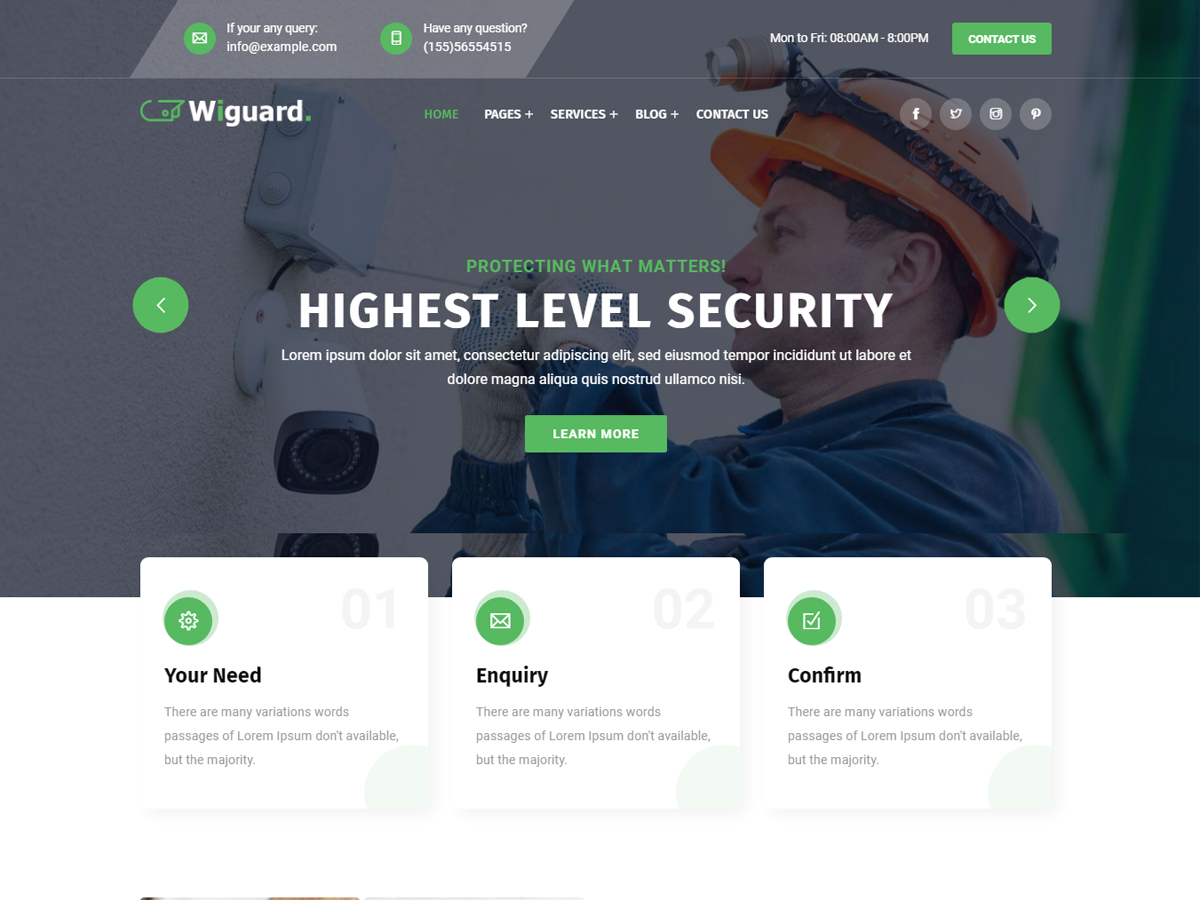 If your any query:
info@example.com
Have any question?
(155)56554515
Mon to Fri: 08:00AM - 8:00PM
CONTACT US
Wiguard.
HOME
PAGES +
SERVICES +
BLOG +
CONTACT US
PROTECTING WHAT MATTERS!
HIGHEST LEVEL SECURITY
Lorem ipsum dolor sit amet, consectetur adipiscing elit, sed eiusmod tempor incididunt ut labore et
dolore magna aliqua quis nostrud ullamco nisi.
LEARN MORE
01
Your Need
There are many variations words
passages of Lorem Ipsum don't available,
but the majority.
02
Enquiry
There are many variations words
passages of Lorem Ipsum don't available,
but the majority.
03
Confirm
There are many variations words
passages of Lorem Ipsum don't available,
but the majority.